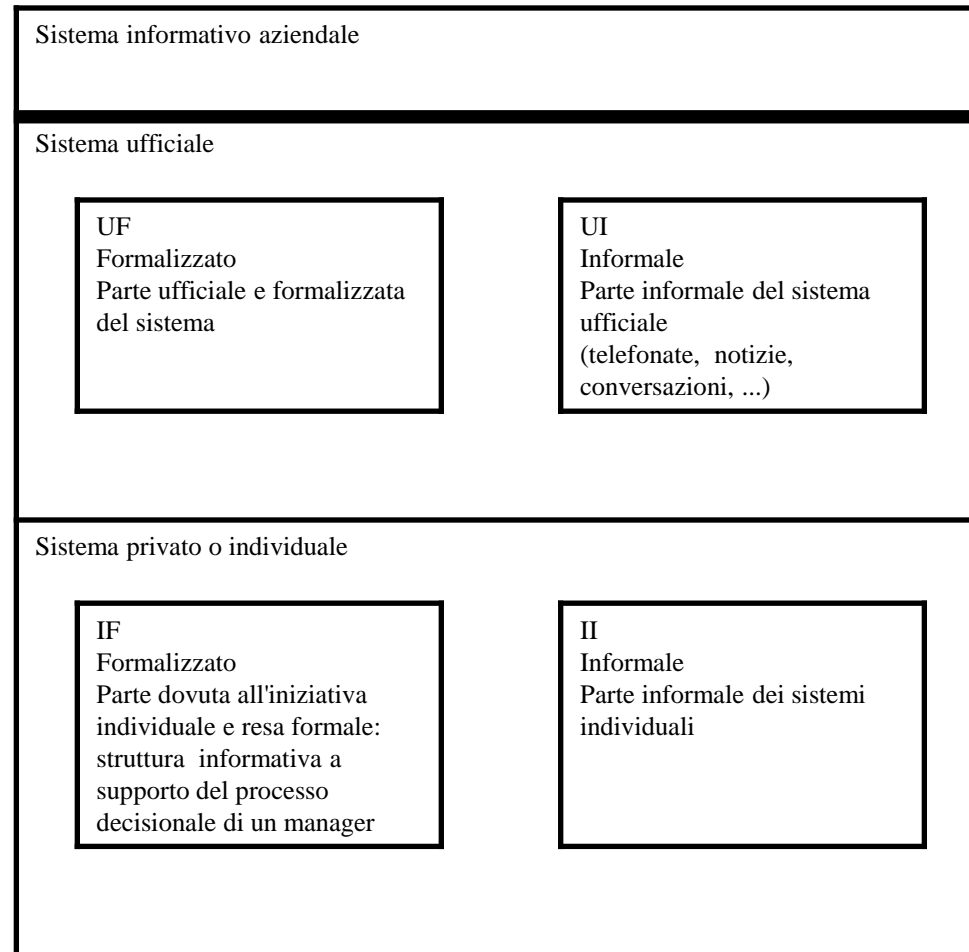 Sistema informativo aziendale
Sistema ufficiale
UF
Formalizzato
Parte ufficiale e formalizzata
del sistema
UI
Informale
Parte informale del sistema
ufficiale
(telefonate, notizie,
conversazioni, ...)
Sistema privato o individuale
IF
Formalizzato
Parte dovuta all'iniziativa
individuale e resa formale:
struttura informativa a
supporto del processo
decisionale di un manager
II
Informale
Parte informale dei sistemi
individuali